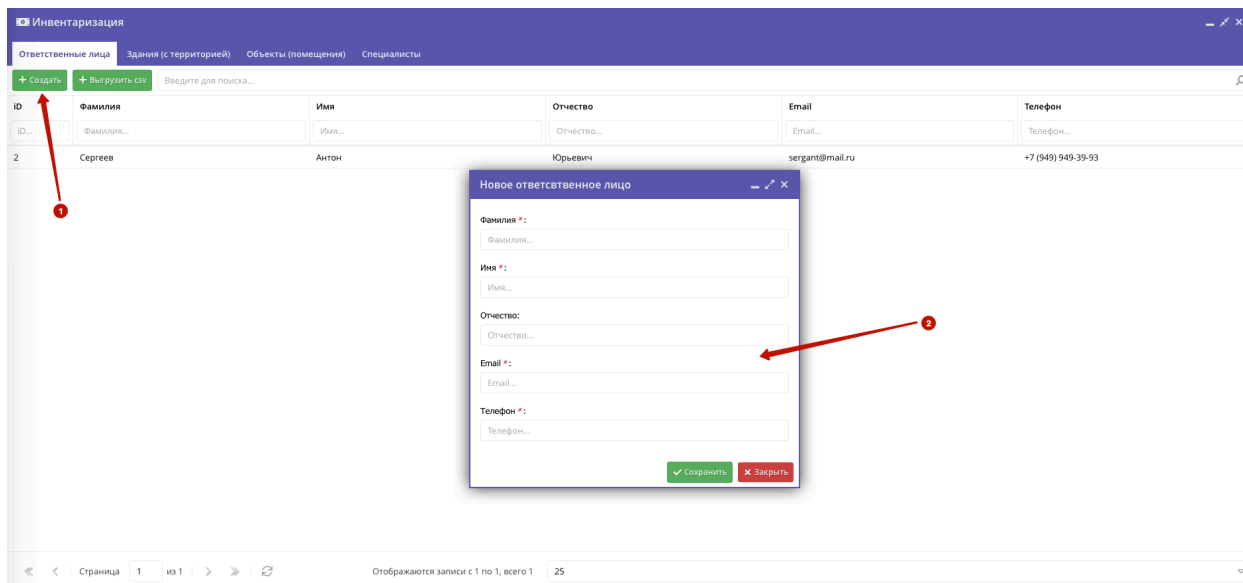 Инвентаризация
Ответственные лица Здания (с территорией) Объекты (помещения) Специалисты
+ Создать + Выгрузить csv Введите для поиска...
iD Фамилия Имя Отчество Email Телефон
iD... Фамилия... Имя... Отчество... Email... Телефон...
2 Сергеев Антон Юрьевич sergant@mail.ru +7 (949) 949-39-93
Новое ответсвтвенное лицо
1
Фамилия *:
Фамилия...
Имя *:
Имя...
Отчество:
2
Отчество...
Email *:
Email...
Телефон *:
Телефон...
Сохранить Закрыть
Страница 1 из 1 Отображаются записи с 1 по 1, всего 1 25